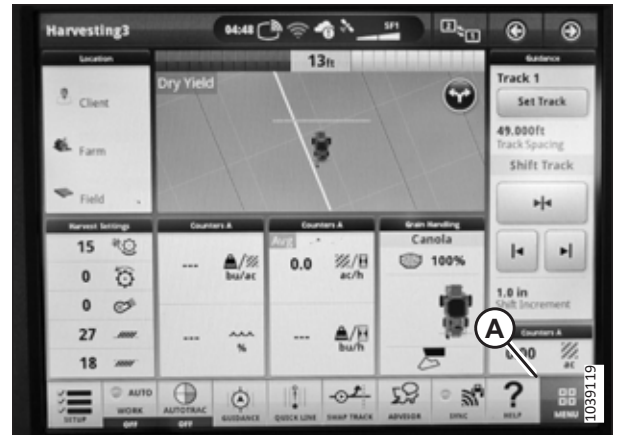 Harvesting3
04:48
SF1
2
1
Location
Client
Farm
Field
13ft
Dry Yield
Guidance
Track 1
Set Track
49.000ft
Track Spacing
Shift Track
1.0 in
Shift Increment
Harvest Settings
15
0
0
27
18
Counters A
---
bu/ac
---
%
Counters A
Avg
0.0
ac/h
---
bu/h
Grain Handling
Canola
100%
Counters A
0.00
ac
A
SETUP
AUTO
WORK
OFF
AUTOTRAC
OFF
GUIDANCE
QUICK LINE
SWAP TRACK
ADVISOR
SYNC
?
HELP
MENU
1039119